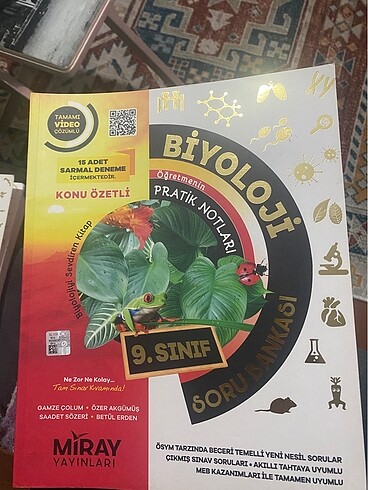 TAMAMI
VİDEO
ÇÖZÜMLÜ
15 ADET
SARMAL DENEME
İÇERMEKTEDİR.
KONU ÖZETLİ
BİYOLOJİ
Öğretmenin
PRATİK NOTLARI
Biyolojiyi Sevdiren Kitap
9. SINIF
SORU BANKASI
Ne Zor Ne Kolay...
Tam Sınav Kıvamında!
GAMZE ÇOLUM • ÖZER AKGÜMÜŞ
SAADET SÖZERİ • BETÜL ERDEN
MİRAY
YAYINLARI
ÖSYM TARZINDA BECERİ TEMELLİ YENİ NESİL SORULAR
ÇIKMIŞ SINAV SORULARI • AKILLI TAHTAYA UYUMLU
MEB KAZANIMLARI İLE TAMAMEN UYUMLU